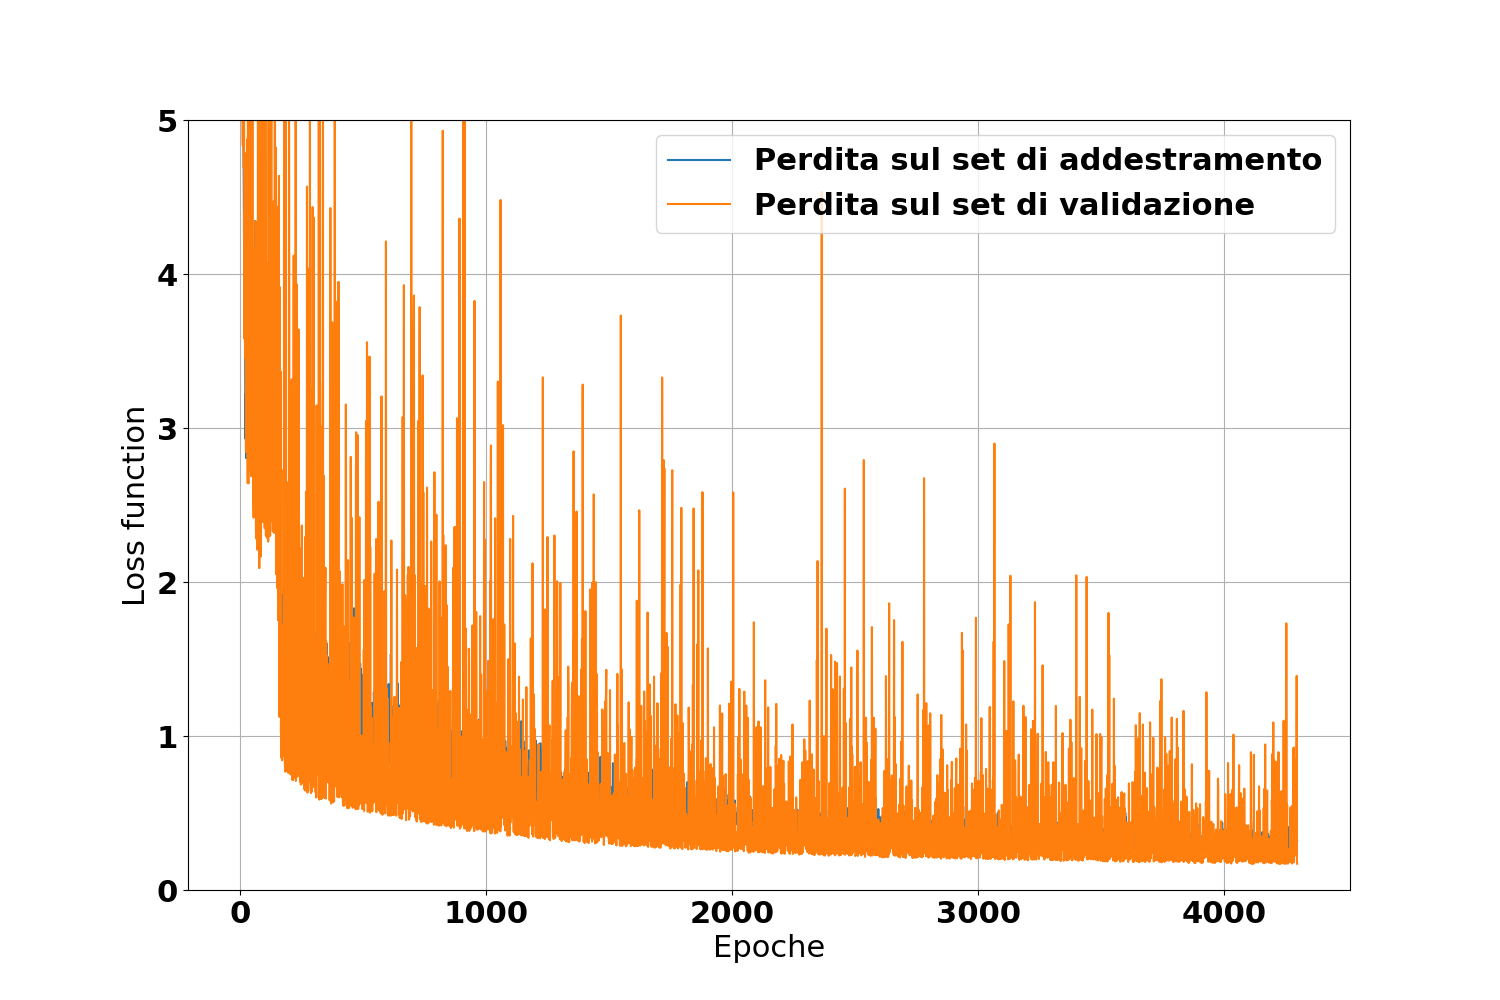 5
4
3
2
1
0
Loss function
Perdita sul set di addestramento
Perdita sul set di validazione
0 1000 2000 3000 4000
Epoche